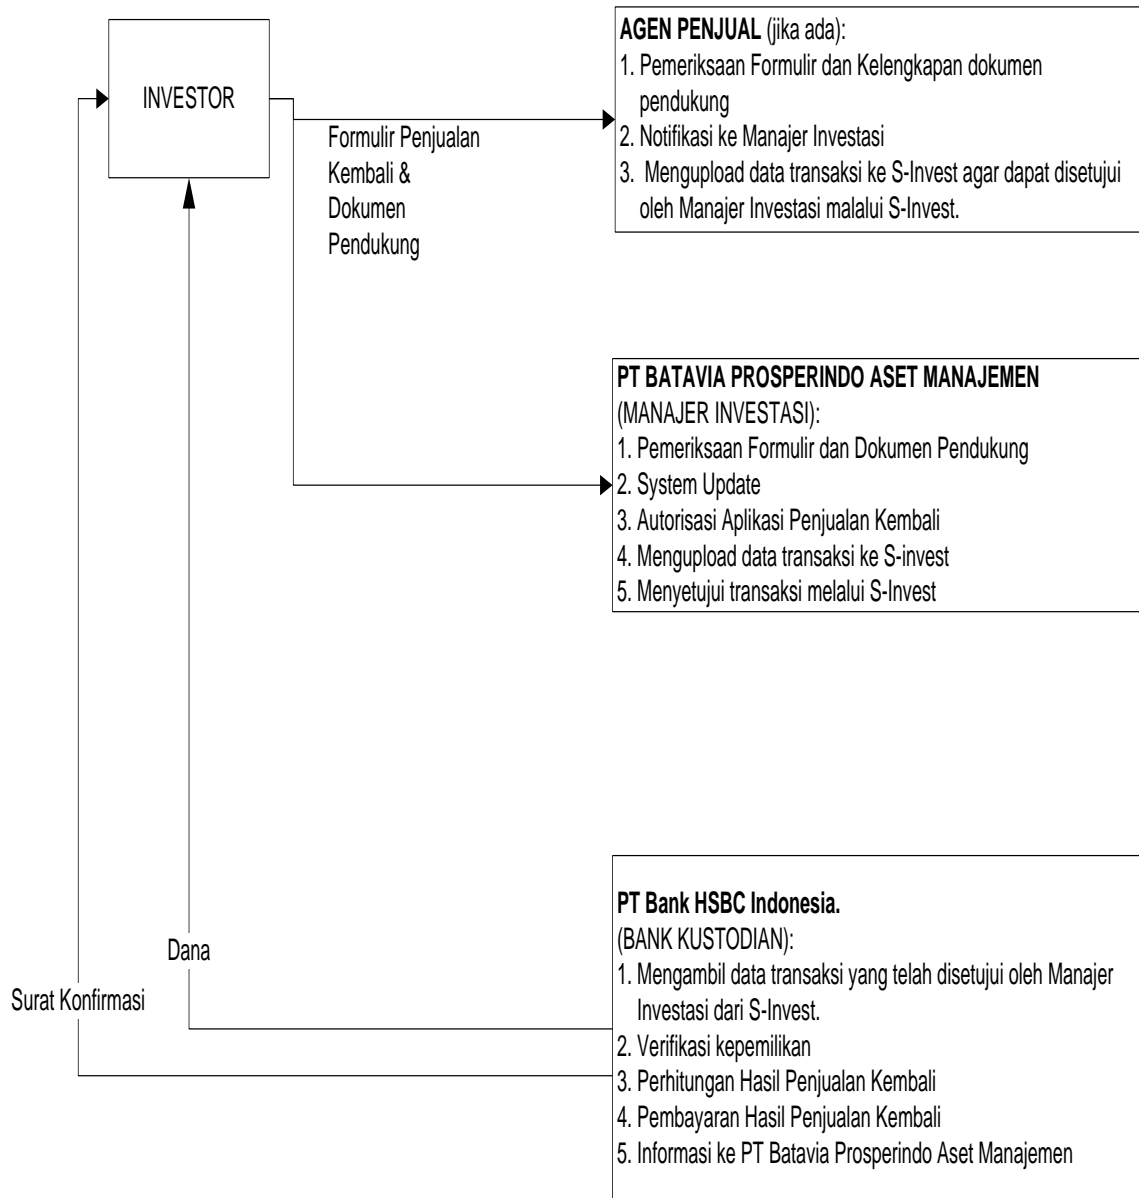 INVESTOR
Formulir Penjualan
Kembali &
Dokumen
Pendukung
AGEN PENJUAL (jika ada):
1. Pemeriksaan Formulir dan Kelengkapan dokumen
pendukung
2. Notifikasi ke Manajer Investasi
3. Mengupload data transaksi ke S-Invest agar dapat disetujui
oleh Manajer Investasi malalui S-Invest.
PT BATAVIA PROSPERINDO ASET MANAJEMEN
(MANAJER INVESTASI):
1. Pemeriksaan Formulir dan Dokumen Pendukung
2. System Update
3. Autorisasi Aplikasi Penjualan Kembali
4. Mengupload data transaksi ke S-invest
5. Menyetujui transaksi melalui S-Invest
PT Bank HSBC Indonesia.
(BANK KUSTODIAN):
1. Mengambil data transaksi yang telah disetujui oleh Manajer
Investasi dari S-Invest.
2. Verifikasi kepemilikan
3. Perhitungan Hasil Penjualan Kembali
4. Pembayaran Hasil Penjualan Kembali
5. Informasi ke PT Batavia Prosperindo Aset Manajemen
Dana
Surat Konfirmasi